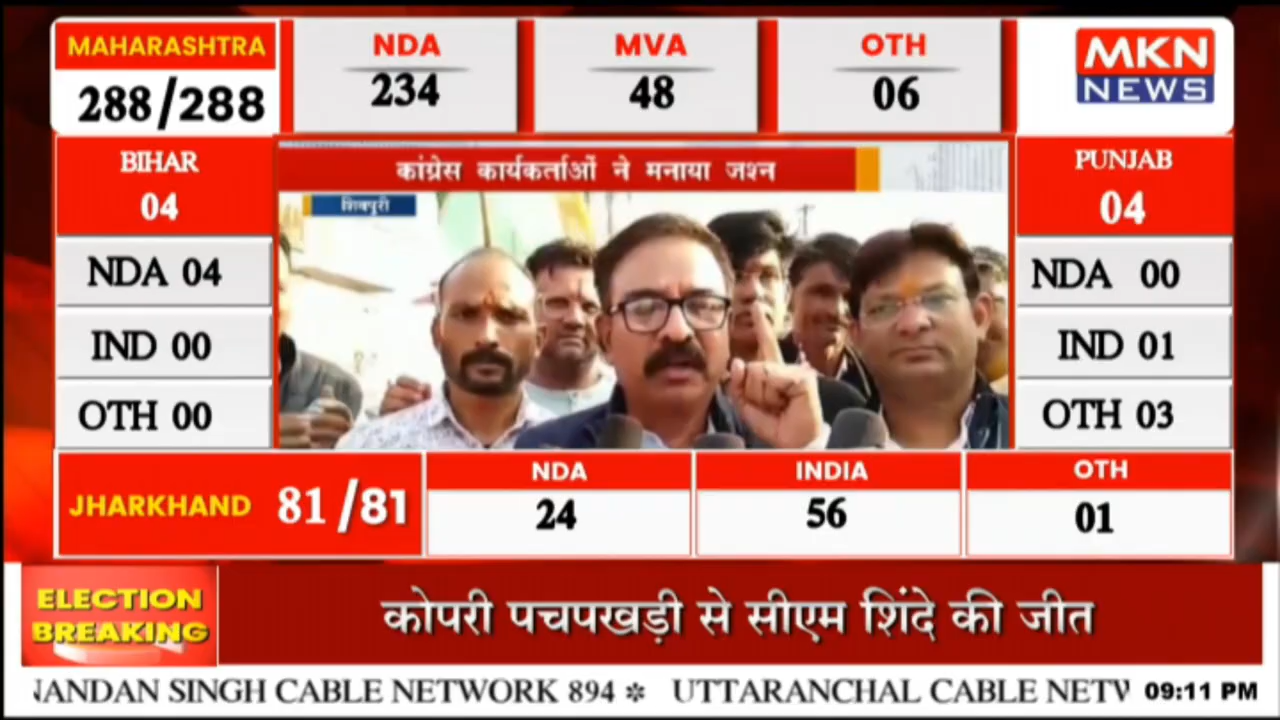 MAHARASHTRA
288/288
NDA
234
MVA
48
OTH
06
MKN
NEWS
BIHAR
04
NDA 04
IND 00
OTH 00
कांग्रेस कार्यकर्ताओं ने मनाया जश्न
शिवपुरी
PUNJAB
04
NDA 00
IND 01
OTH 03
JHARKHAND 81/81
NDA
24
INDIA
56
OTH
01
ELECTION
BREAKING
कोपरी पचपखड़ी से सीएम शिंदे की जीत
NANDAN SINGH CABLE NETWORK 894 * UTTARANCHAL CABLE NETW 09:11 PM